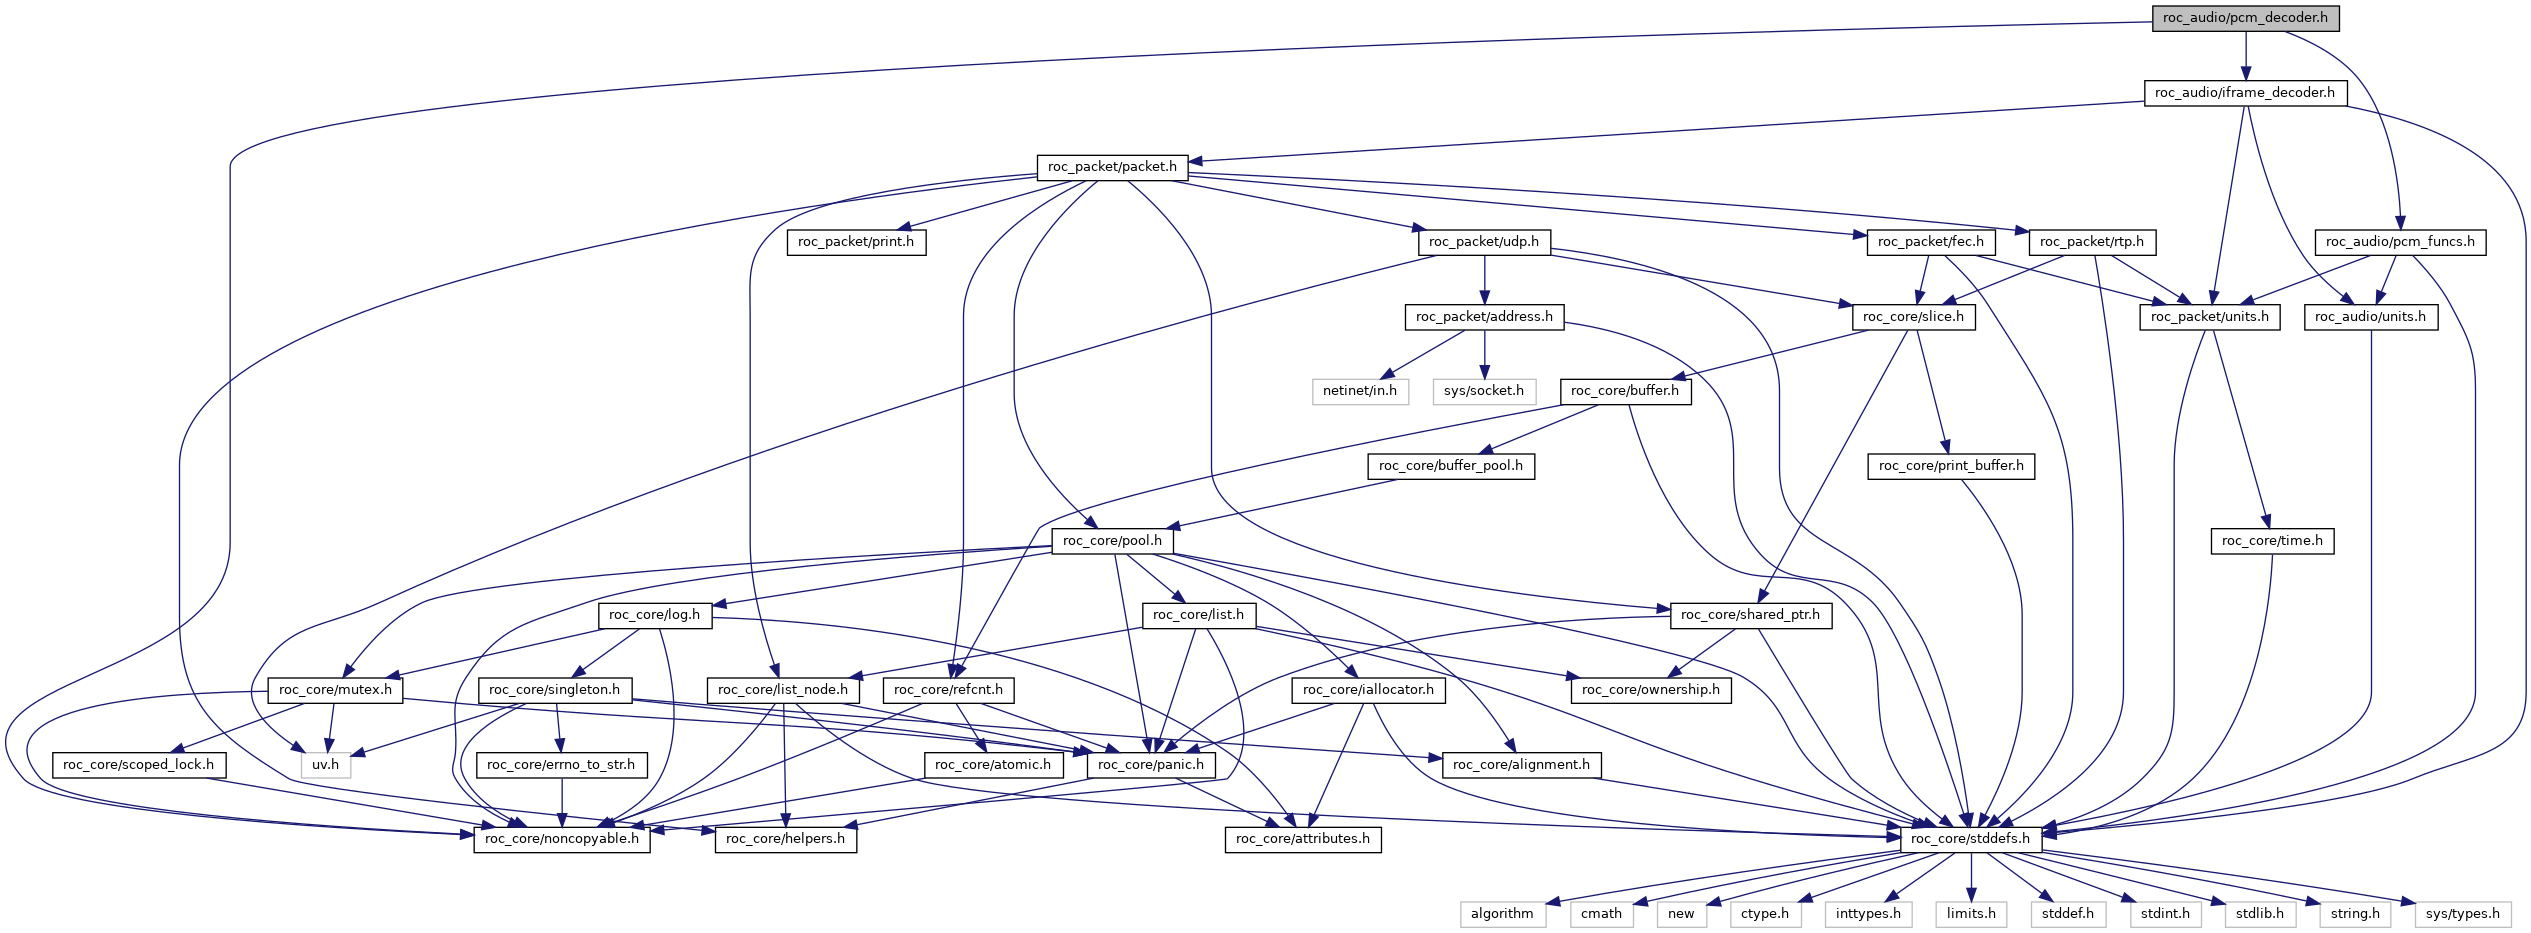 roc_audio/pcm_decoder.h
roc_audio/iframe_decoder.h
roc_packet/packet.h
roc_packet/print.h
roc_packet/udp.h
roc_packet/fec.h
roc_packet/rtp.h
roc_audio/pcm_funcs.h
roc_packet/address.h
roc_core/slice.h
roc_packet/units.h
roc_audio/units.h
netinet/in.h
sys/socket.h
roc_core/buffer.h
roc_core/buffer_pool.h
roc_core/print_buffer.h
roc_core/pool.h
roc_core/time.h
roc_core/log.h
roc_core/list.h
roc_core/shared_ptr.h
roc_core/mutex.h
roc_core/singleton.h
roc_core/list_node.h
roc_core/refcnt.h
roc_core/iallocator.h
roc_core/ownership.h
roc_core/scoped_lock.h
uv.h
roc_core/errno_to_str.h
roc_core/atomic.h
roc_core/panic.h
roc_core/alignment.h
roc_core/noncopyable.h
roc_core/helpers.h
roc_core/attributes.h
roc_core/stddefs.h
algorithm
cmath
new
ctype.h
inttypes.h
limits.h
stddef.h
stdint.h
stdlib.h
string.h
sys/types.h